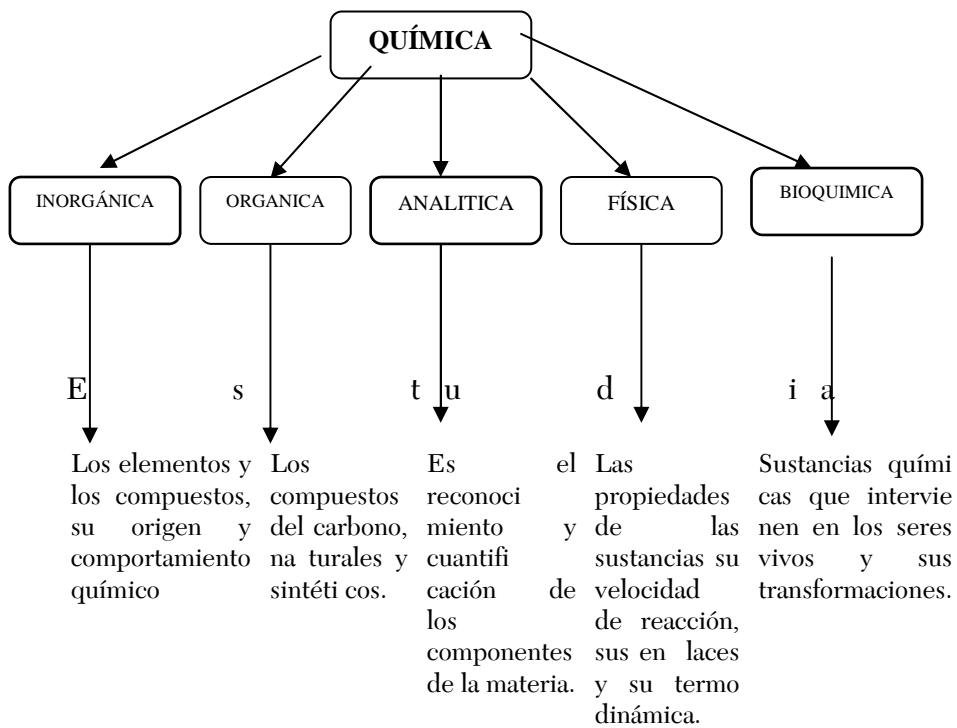 QUÍMICA
INORGÁNICA
ORGANICA
ANALITICA
FÍSICA
BIOQUIMICA
E s t u d i a
Los elementos y
los compuestos,
su origen y
comportamiento
químico
Los
compuestos
del carbono,
na turales y
sintéti cos.
Es el
reconoci
miento y
cuantifi
cación de
los
componentes
de la materia.
Las
propiedades
de las
sustancias su
velocidad
de reacción,
sus en laces
y su termo
dinámica.
Sustancias quími
cas que intervie
nen en los seres
vivos y sus
transformaciones.